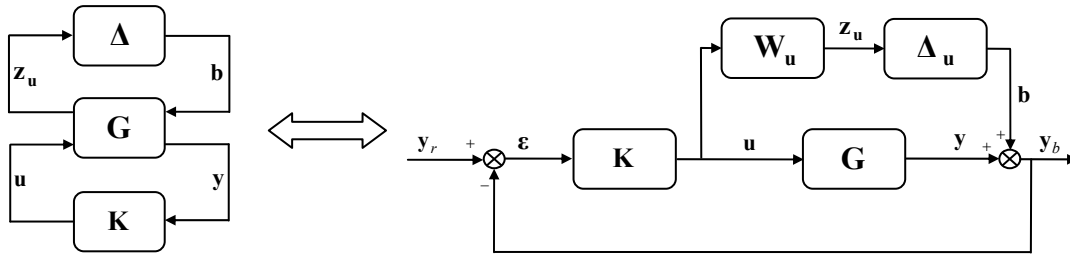 Δ
z_u
b
G
u
y
K
W_u
z_u
Δ_u
b
y_r
+
ε
−
K
u
G
y
+
+
y_b